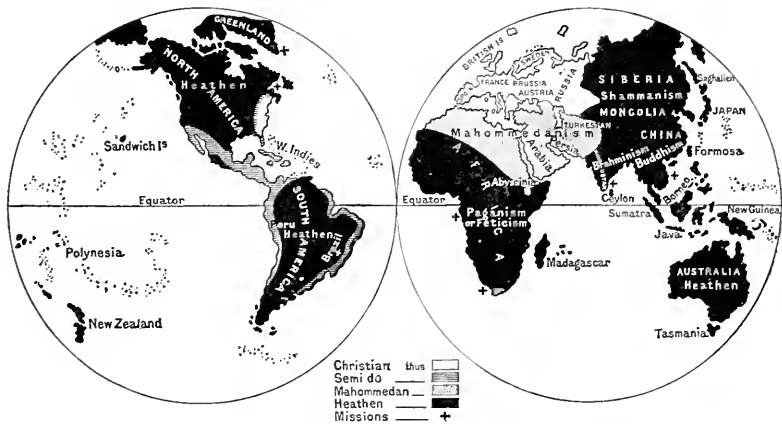 GREENLAND
NORTH AMERICA
Heathen
Sandwich Is
W. Indies
Equator
Peru
SOUTH AMERICA
Heathen
Brazil
Polynesia
New Zealand
BRITISH IS
SWEDEN
FRANCE
PRUSSIA
AUSTRIA
RUSSIA
SIBERIA
Shammanism
MONGOLIA
Saghalien
JAPAN
TURKESTAN
Mahommedanism
Persia
Arabia
CHINA
Brahminism
Buddhism
Formosa
AFRICA
Abyssinia
Equator
Ceylon
Sumatra
Borneo
New Guinea
Java
Paganism
or Feticism
Madagascar
AUSTRALIA
Heathen
Tasmania
Christian thus
Semi do
Mahommedan
Heathen
Missions +